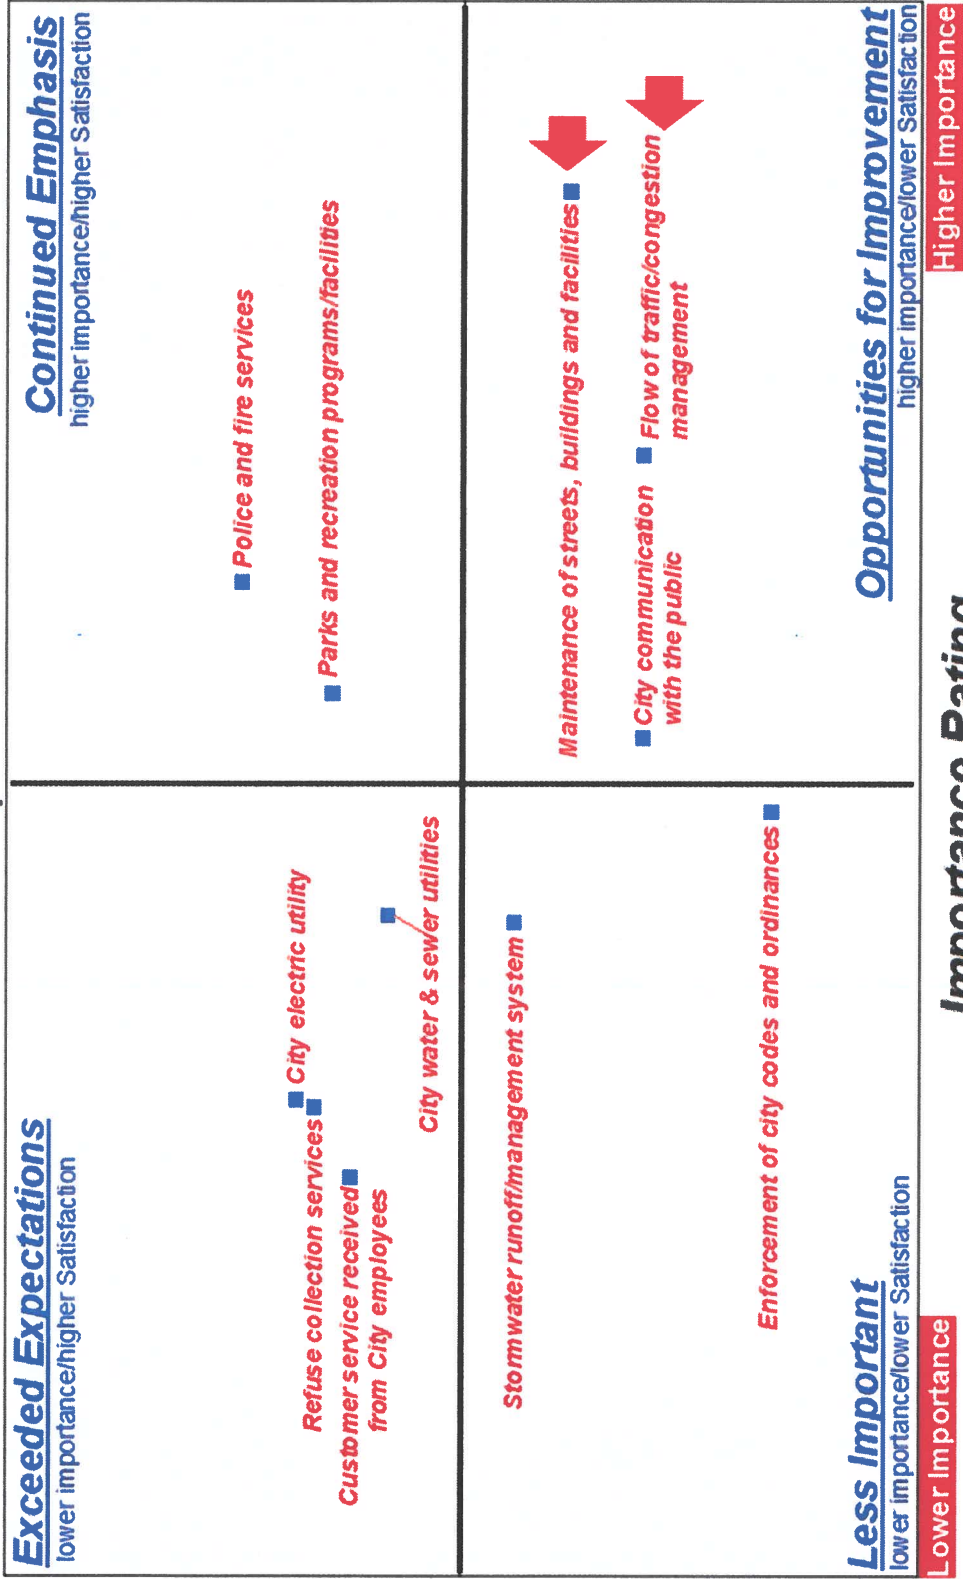 Exceeded Expectations
lower importance/higher Satisfaction
Continued Emphasis
higher importance/higher Satisfaction
Police and fire services
City electric utility
Refuse collection services
Parks and recreation programs/facilities
Customer service received
from City employees
City water & sewer utilities
Stormwater runoff/management system
Maintenance of streets, buildings and facilities
City communication
with the public
Flow of traffic/congestion
management
Enforcement of city codes and ordinances
Less Important
lower importance/lower Satisfaction
Opportunities for Improvement
higher importance/lower Satisfaction
Lower Importance
Importance Rating
Higher Importance